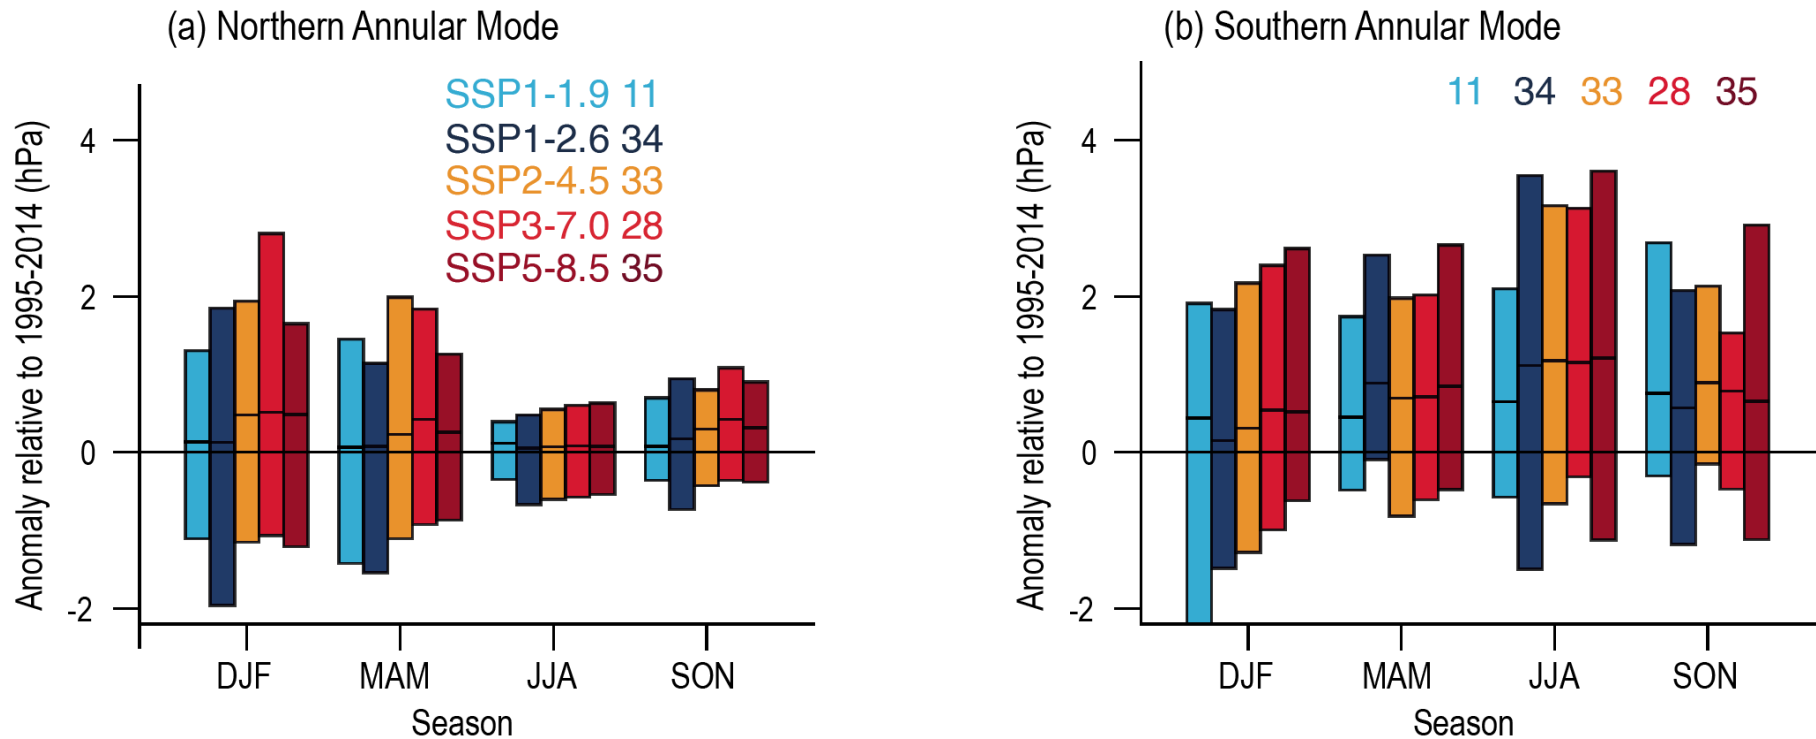 (a) Northern Annular Mode
SSP1-1.9 11
SSP1-2.6 34
SSP2-4.5 33
SSP3-7.0 28
SSP5-8.5 35
Anomaly relative to 1995-2014 (hPa)
4
2
0
-2
DJF MAM JJA SON
Season
(b) Southern Annular Mode
11 34 33 28 35
Anomaly relative to 1995-2014 (hPa)
4
2
0
-2
DJF MAM JJA SON
Season